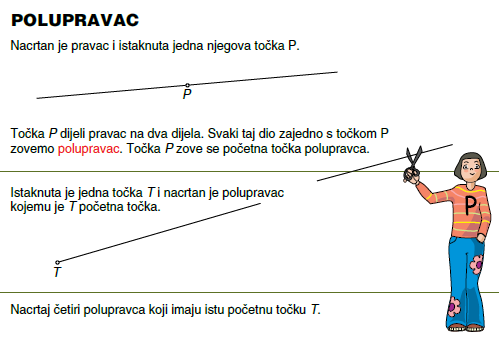 POLUPRAVAC
Nacrtan je pravac i istaknuta jedna njegova točka P.
P
Točka P dijeli pravac na dva dijela. Svaki taj dio zajedno s točkom P
zovemo polupravac. Točka P zove se početna točka polupravca.
P
Istaknuta je jedna točka T i nacrtan je polupravac
kojemu je T početna točka.
T
Nacrtaj četiri polupravca koji imaju istu početnu točku T.